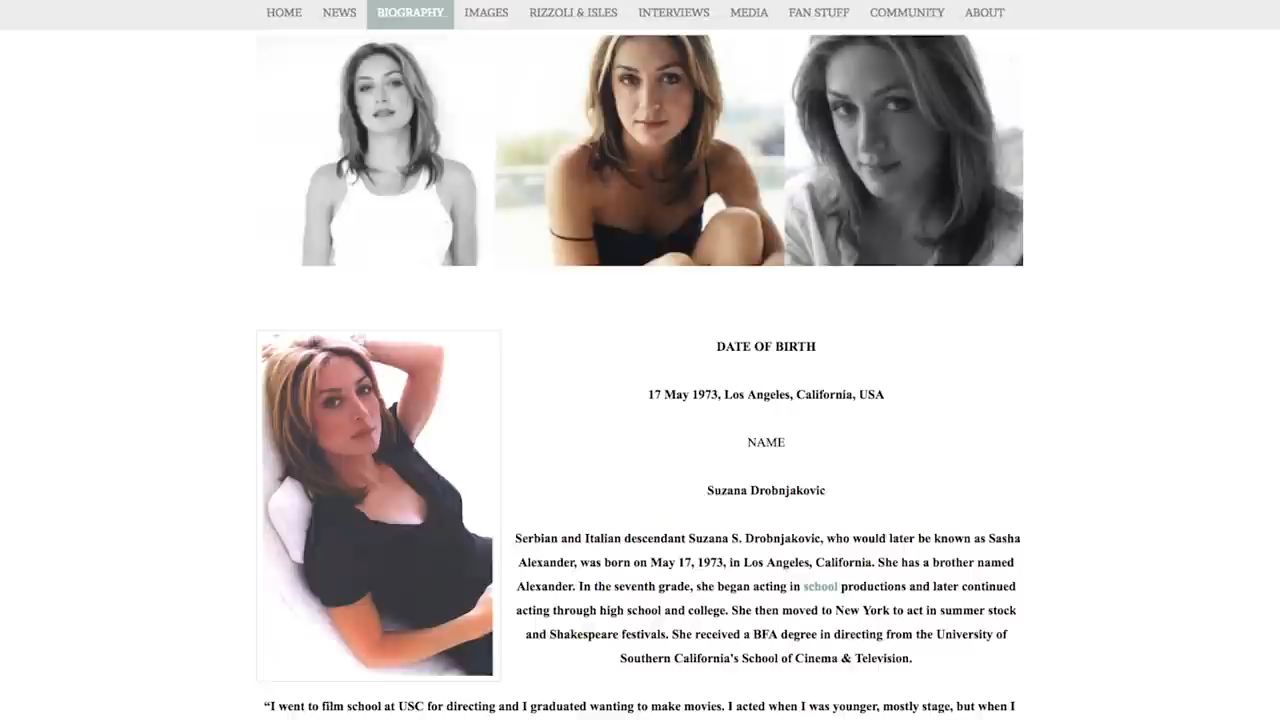 HOME NEWS BIOGRAPHY IMAGES RIZZOLI & ISLES INTERVIEWS MEDIA FAN STUFF COMMUNITY ABOUT
DATE OF BIRTH
17 May 1973, Los Angeles, California, USA
NAME
Suzana Drobnjakovic
Serbian and Italian descendant Suzana S. Drobnjakovic, who would later be known as Sasha
Alexander, was born on May 17, 1973, in Los Angeles, California. She has a brother named
Alexander. In the seventh grade, she began acting in school productions and later continued
acting through high school and college. She then moved to New York to act in summer stock
and Shakespeare festivals. She received a BFA degree in directing from the University of
Southern California's School of Cinema & Television.
“I went to film school at USC for directing and I graduated wanting to make movies. I acted when I was younger, mostly stage, but when I